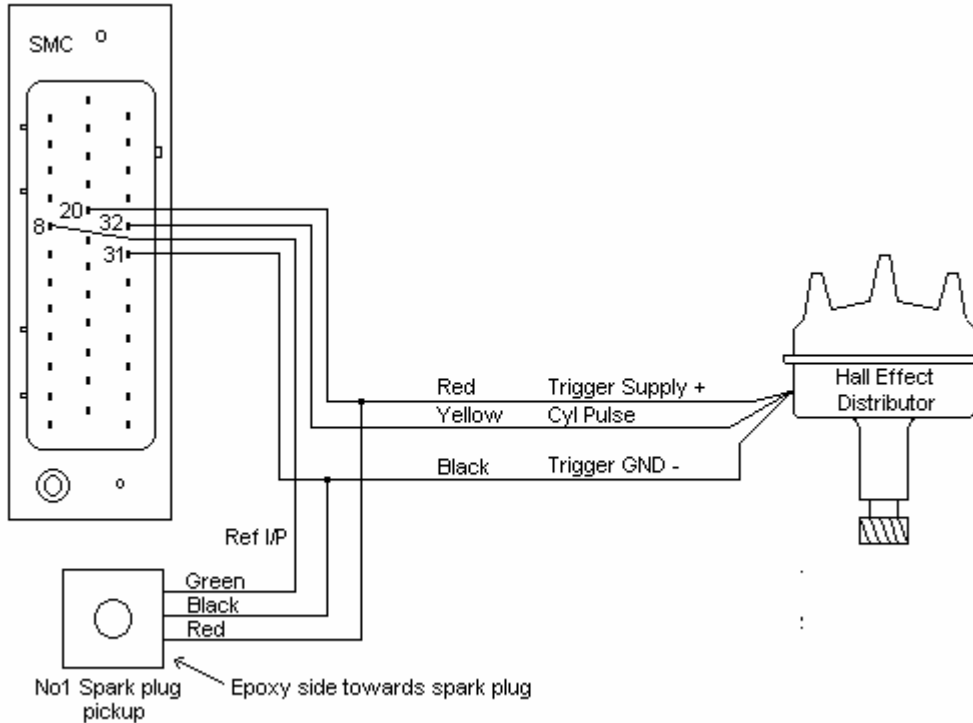 SMC
20
8
32
31
Red Trigger Supply +
Yellow Cyl Pulse
Black Trigger GND -
Hall Effect
Distributor
Ref I/P
Green
Black
Red
No1 Spark plug
pickup
Epoxy side towards spark plug